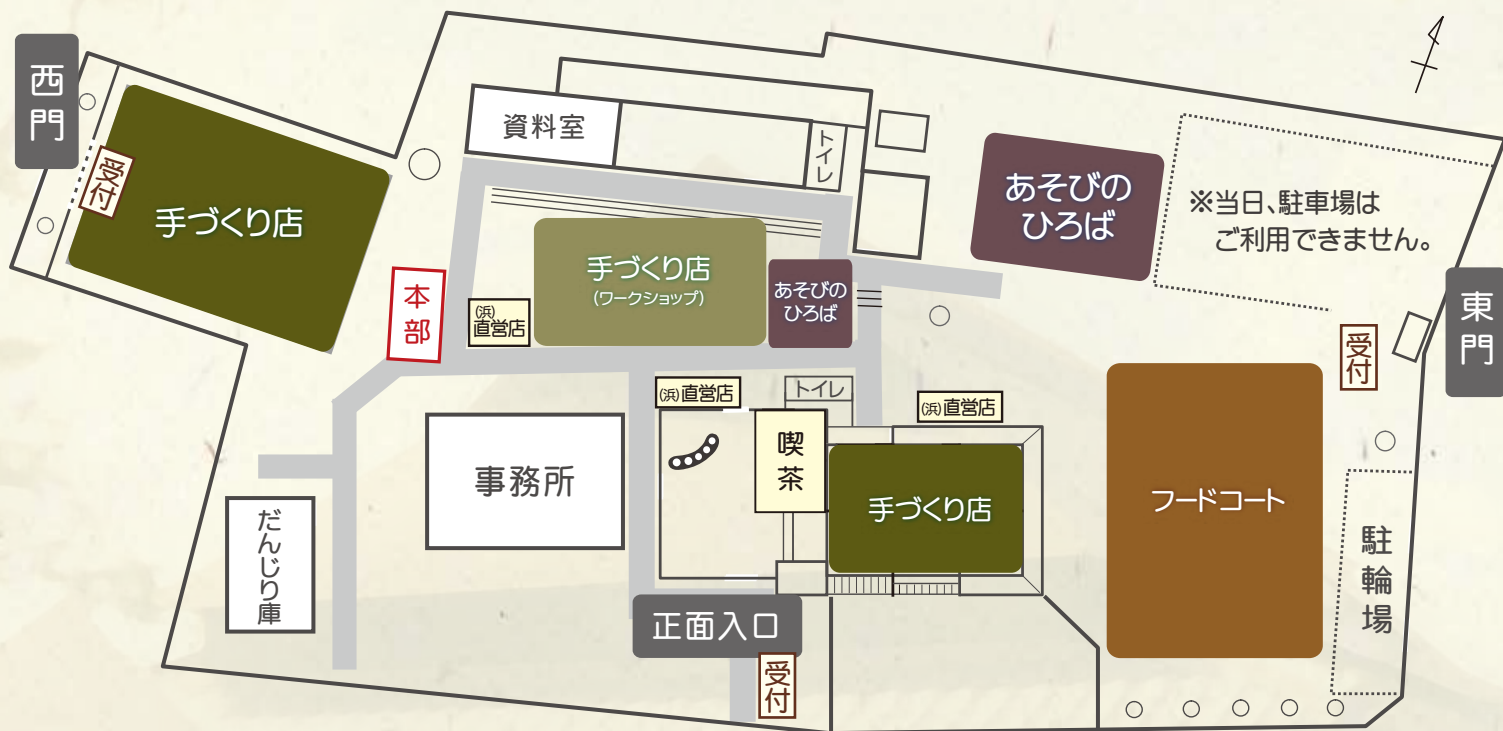 西門
受付
手づくり店
本部
資料室
トイレ
手づくり店
(ワークショップ)
あそびの
ひろば
(浜)
直営店
あそびの
ひろば
※当日、駐車場は
ご利用できません。
東門
受付
(浜)直営店
トイレ
(浜)直営店
喫茶
手づくり店
事務所
だんじり庫
フードコート
駐輪場
正面入口
受付